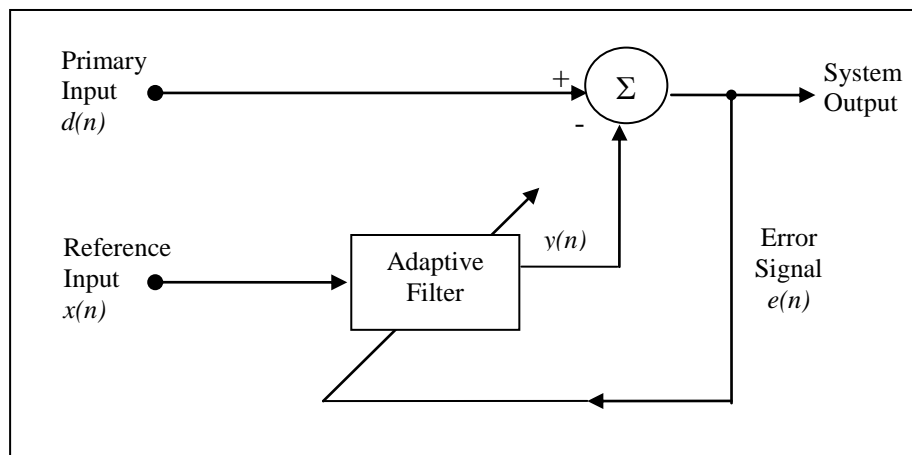 Primary
Input
d(n)
+
-
Σ
System
Output
Reference
Input
x(n)
Adaptive
Filter
y(n)
Error
Signal
e(n)